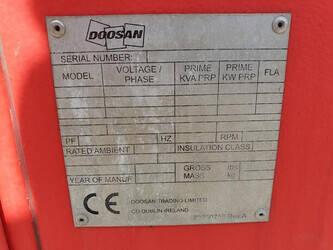 DOOSAN
SERIAL NUMBER:
MODEL VOLTAGE / PHASE PRIME KVA PRP PRIME KW PRP FLA
PF HZ RPM
RATED AMBIENT INSULATION CLASS
GROSS MASS lbs kg
YEAR OF MANUF
CE
DOOSAN TRADING LIMITED
CO DUBLIN IRELAND
Rev A